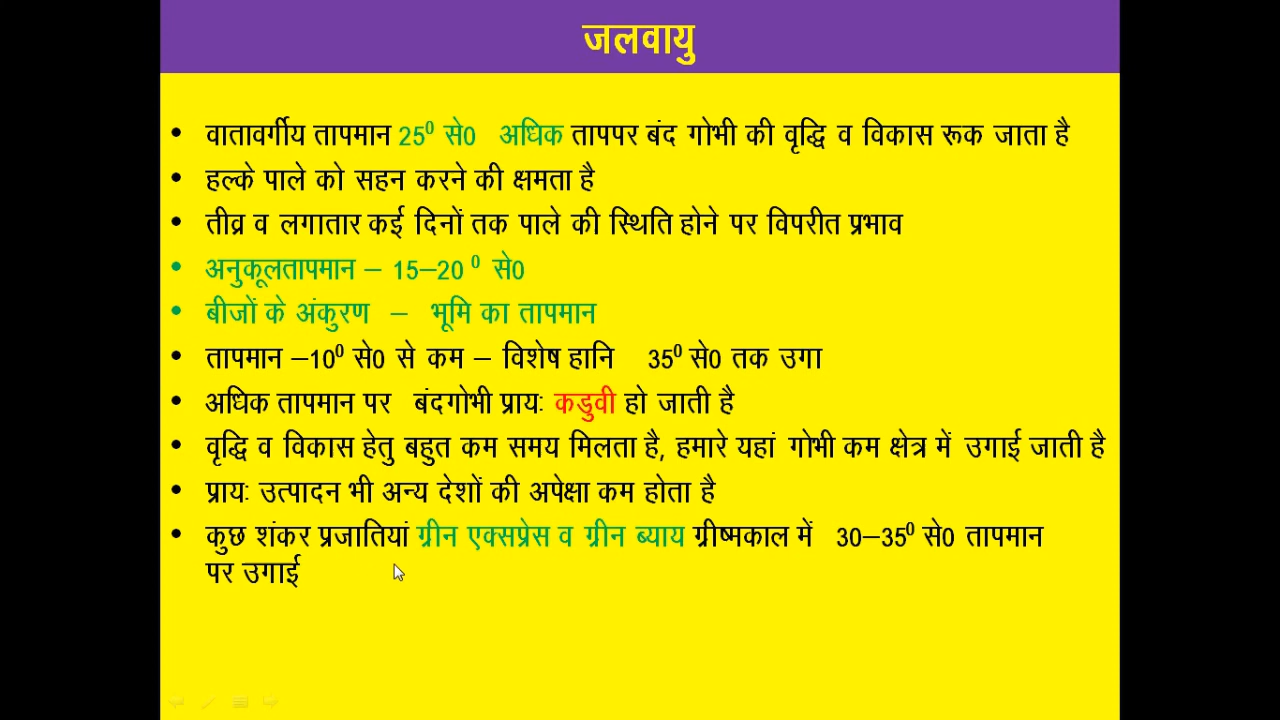 जलवायु
• वातावर्गीय तापमान 25⁰ से0 अधिक तापपर बंद गोभी की वृद्धि व विकास रूक जाता है
• हल्के पाले को सहन करने की क्षमता है
• तीव्र व लगातार कई दिनों तक पाले की स्थिति होने पर विपरीत प्रभाव
• अनुकूलतापमान – 15–20 ⁰ से0
• बीजों के अंकुरण – भूमि का तापमान
• तापमान –10⁰ से0 से कम – विशेष हानि 35⁰ से0 तक उगा
• अधिक तापमान पर बंदगोभी प्रायः कडुवी हो जाती है
• वृद्धि व विकास हेतु बहुत कम समय मिलता है, हमारे यहां गोभी कम क्षेत्र में उगाई जाती है
• प्रायः उत्पादन भी अन्य देशों की अपेक्षा कम होता है
• कुछ शंकर प्रजातियां ग्रीन एक्सप्रेस व ग्रीन ब्याय ग्रीष्मकाल में 30–35⁰ से0 तापमान
पर उगाई